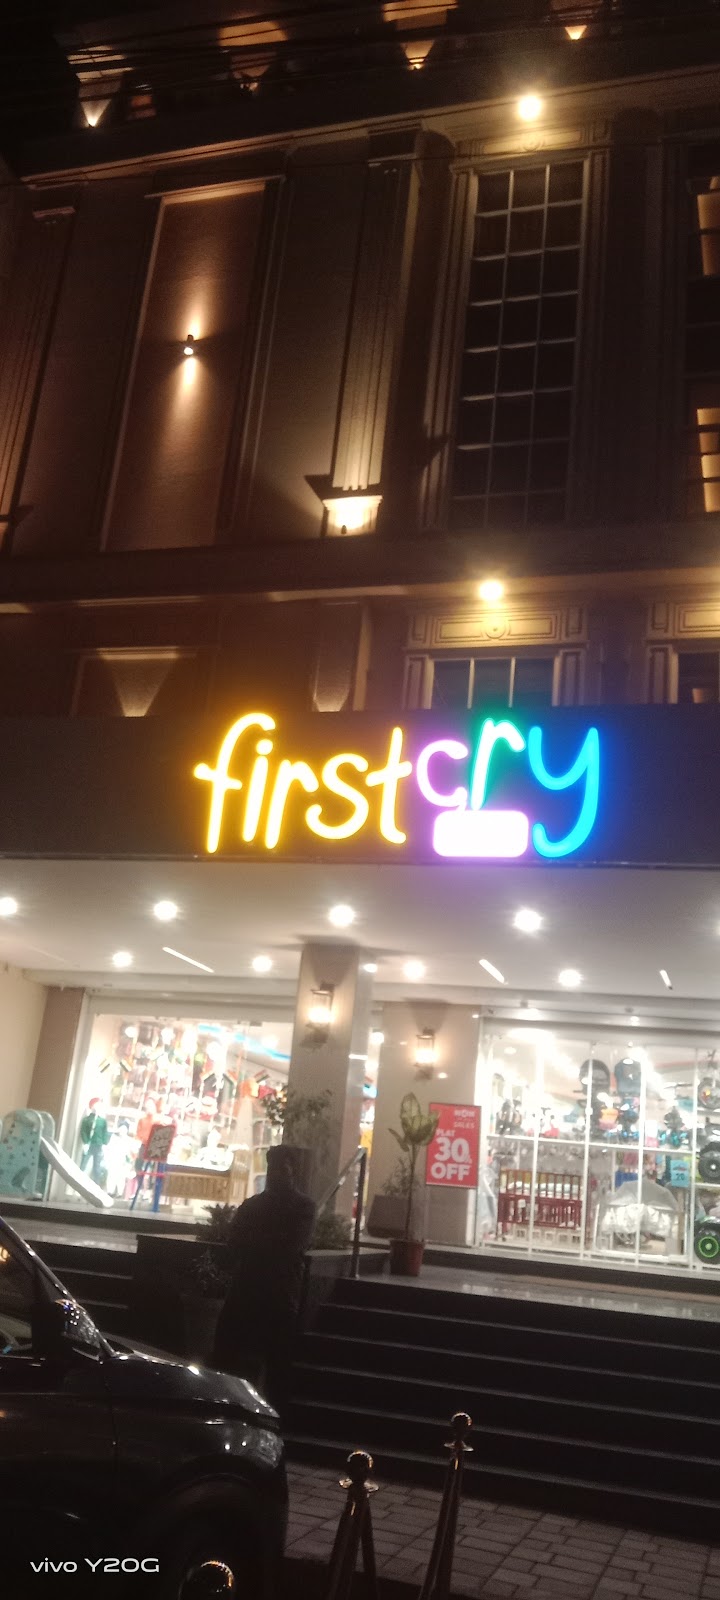 firstcry
NOW
SALES
FLAT
30%
OFF
vivo Y20G